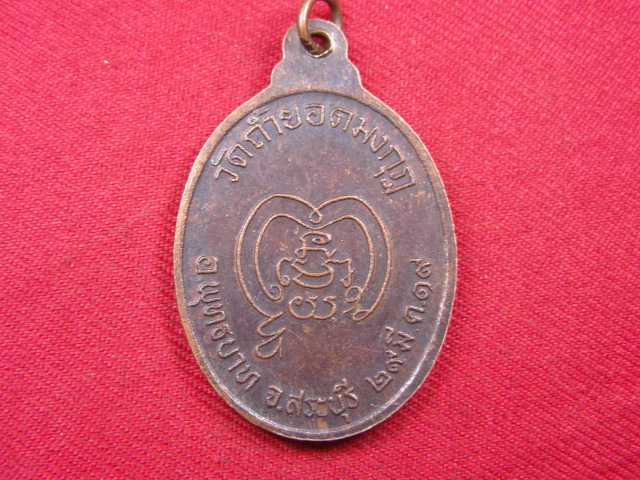 วัดถ้ำยอดมงกุฎ
อ.พุทธบาท จ.สระบุรี ๒๙ มี.ค.๑๙